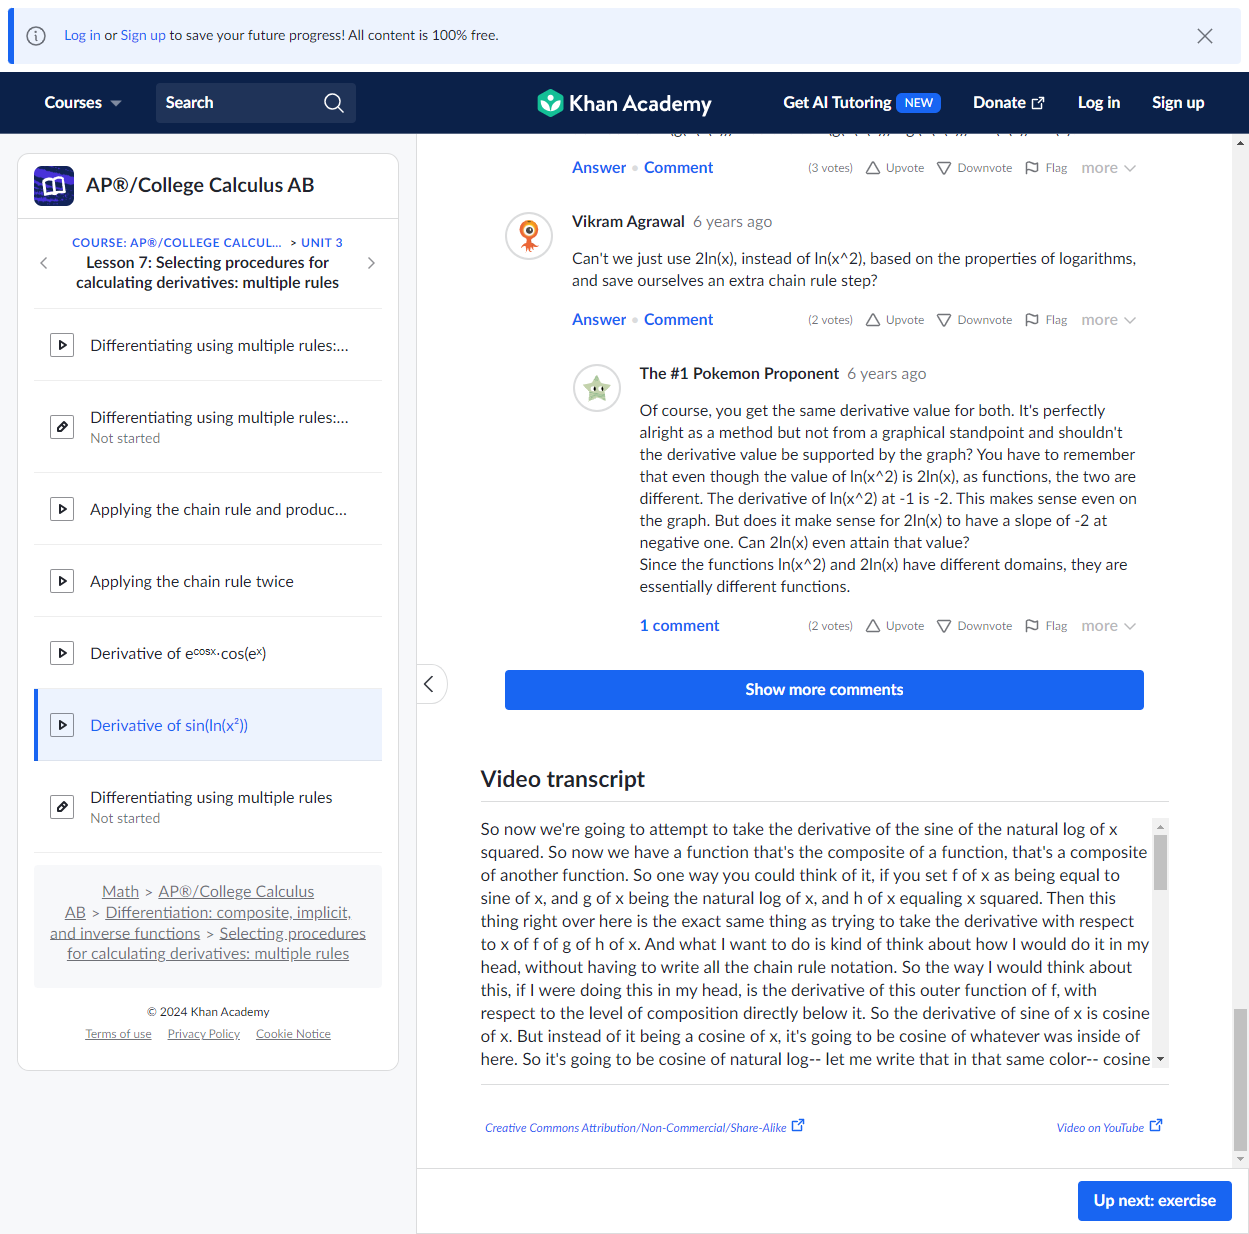 Log in or Sign up to save your future progress! All content is 100% free.
Courses
Search
Khan Academy
Get AI Tutoring NEW
Donate
Log in
Sign up
AP®/College Calculus AB
COURSE: AP®/COLLEGE CALCUL... > UNIT 3
Lesson 7: Selecting procedures for
calculating derivatives: multiple rules
Differentiating using multiple rules:...
Differentiating using multiple rules:...
Not started
Applying the chain rule and produc...
Applying the chain rule twice
Derivative of eᶜᵒˢˣ·cos(eˣ)
Derivative of sin(ln(x²))
Differentiating using multiple rules
Not started
Math > AP®/College Calculus
AB > Differentiation: composite, implicit,
and inverse functions > Selecting procedures
for calculating derivatives: multiple rules
© 2024 Khan Academy
Terms of use Privacy Policy Cookie Notice
Answer • Comment (3 votes) Upvote Downvote Flag more
Vikram Agrawal 6 years ago
Can't we just use 2ln(x), instead of ln(x^2), based on the properties of logarithms,
and save ourselves an extra chain rule step?
Answer • Comment (2 votes) Upvote Downvote Flag more
The #1 Pokemon Proponent 6 years ago
Of course, you get the same derivative value for both. It's perfectly
alright as a method but not from a graphical standpoint and shouldn't
the derivative value be supported by the graph? You have to remember
that even though the value of ln(x^2) is 2ln(x), as functions, the two are
different. The derivative of ln(x^2) at -1 is -2. This makes sense even on
the graph. But does it make sense for 2ln(x) to have a slope of -2 at
negative one. Can 2ln(x) even attain that value?
Since the functions ln(x^2) and 2ln(x) have different domains, they are
essentially different functions.
1 comment (2 votes) Upvote Downvote Flag more
Show more comments
Video transcript
So now we're going to attempt to take the derivative of the sine of the natural log of x
squared. So now we have a function that's the composite of a function, that's a composite
of another function. So one way you could think of it, if you set f of x as being equal to
sine of x, and g of x being the natural log of x, and h of x equaling x squared. Then this
thing right over here is the exact same thing as trying to take the derivative with respect
to x of f of g of h of x. And what I want to do is kind of think about how I would do it in my
head, without having to write all the chain rule notation. So the way I would think about
this, if I were doing this in my head, is the derivative of this outer function of f, with
respect to the level of composition directly below it. So the derivative of sine of x is cosine
of x. But instead of it being a cosine of x, it's going to be cosine of whatever was inside of
here. So it's going to be cosine of natural log-- let me write that in that same color-- cosine
Creative Commons Attribution/Non-Commercial/Share-Alike
Video on YouTube
Up next: exercise